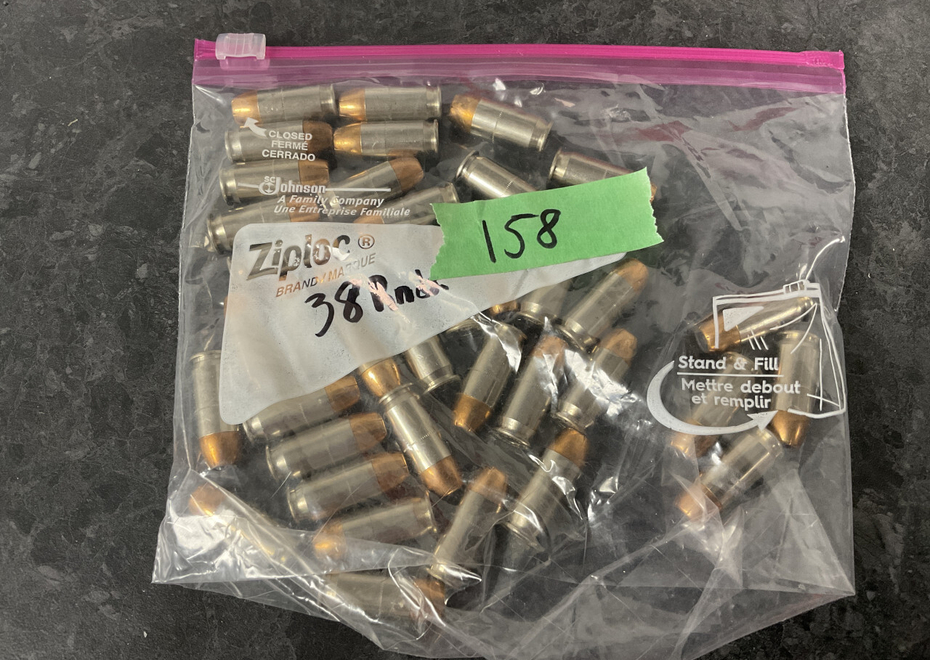 CLOSED
FERMÉ
CERRADO
SC Johnson
A Family Company
Une Entreprise Familiale
Ziploc ®
BRAND / MARQUE
158
38 Rnds
Stand & Fill
Mettre debout
et remplir